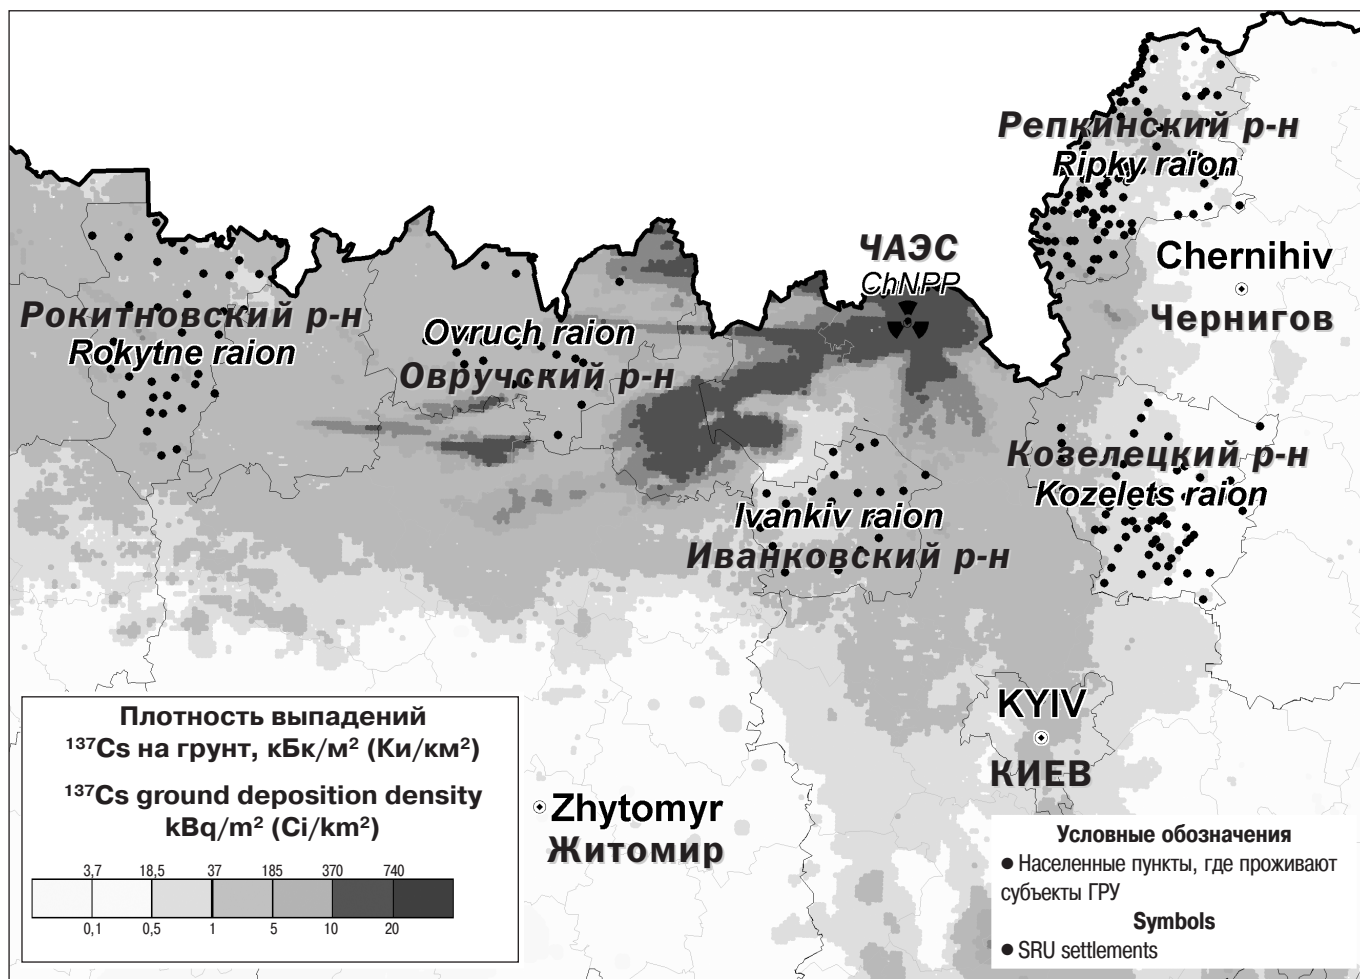 Репкинский р-н
Ripky raion
ЧАЭС
ChNPP
Chernihiv
Чернигов
Рокитновский р-н
Rokytne raion
Ovruch raion
Овручский р-н
Козелецкий р-н
Kozelets raion
Ivankiv raion
Иванковский р-н
KYIV
КИЕВ
Zhytomyr
Житомир
Плотность выпадений
¹³⁷Cs на грунт, кБк/м² (Ки/км²)
¹³⁷Cs ground deposition density
kBq/m² (Ci/km²)
3,7 18,5 37 185 370 740
0,1 0,5 1 5 10 20
Условные обозначения
● Населенные пункты, где проживают
субъекты ГРУ
Symbols
● SRU settlements